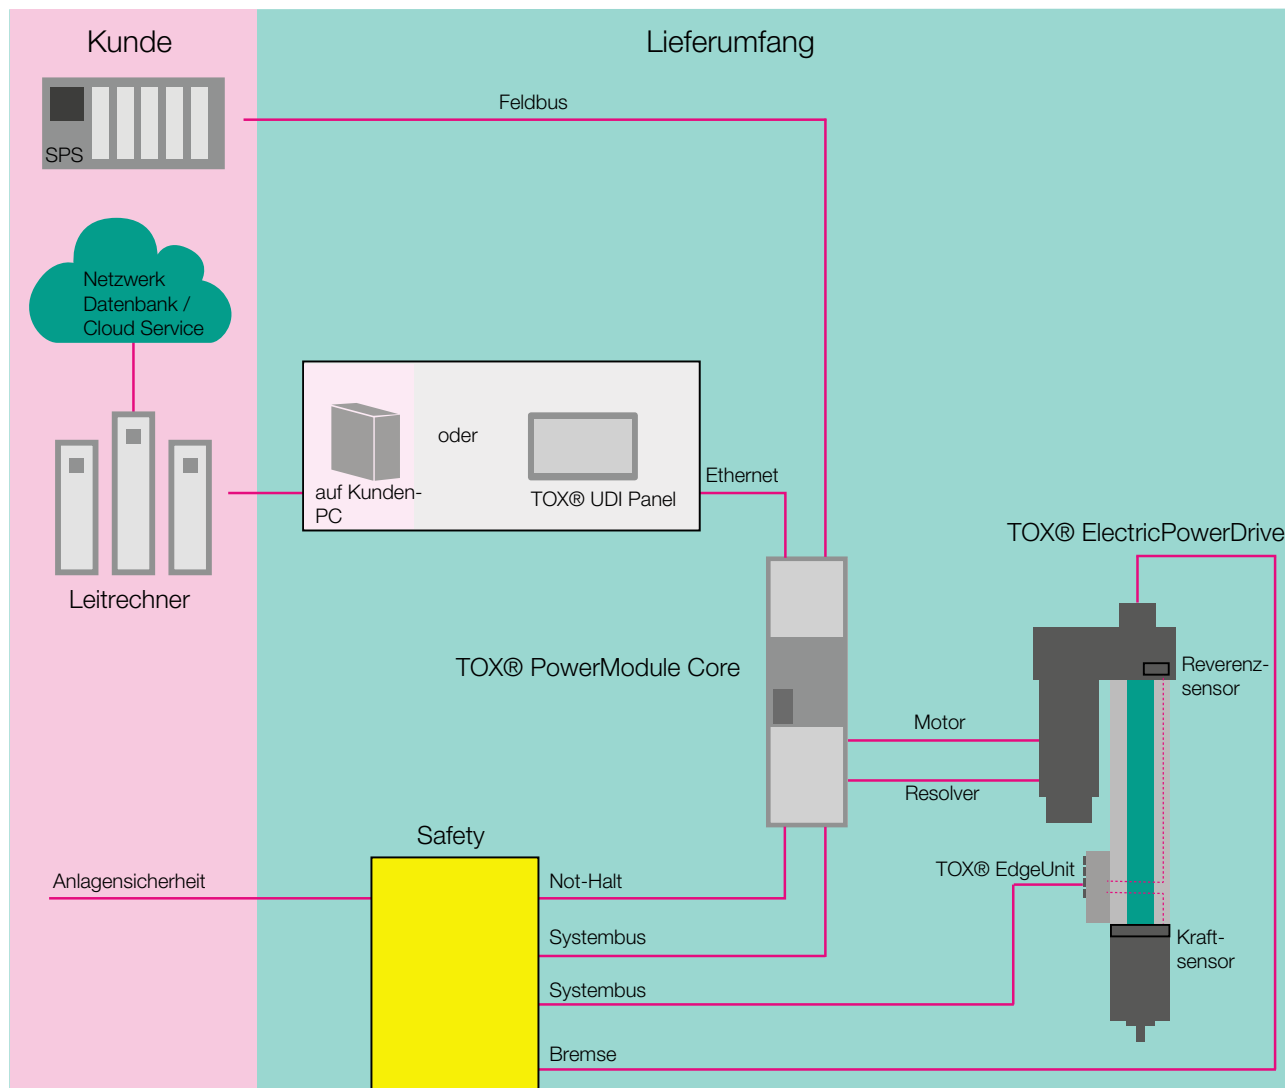 Kunde
Lieferumfang
Feldbus
SPS
Netzwerk
Datenbank /
Cloud Service
oder
auf Kunden-
PC
TOX® UDI Panel
Ethernet
Leitrechner
TOX® ElectricPowerDrive
TOX® PowerModule Core
Reverenz-
sensor
Motor
Resolver
Safety
TOX® EdgeUnit
Anlagensicherheit
Not-Halt
Systembus
Kraft-
sensor
Systembus
Bremse